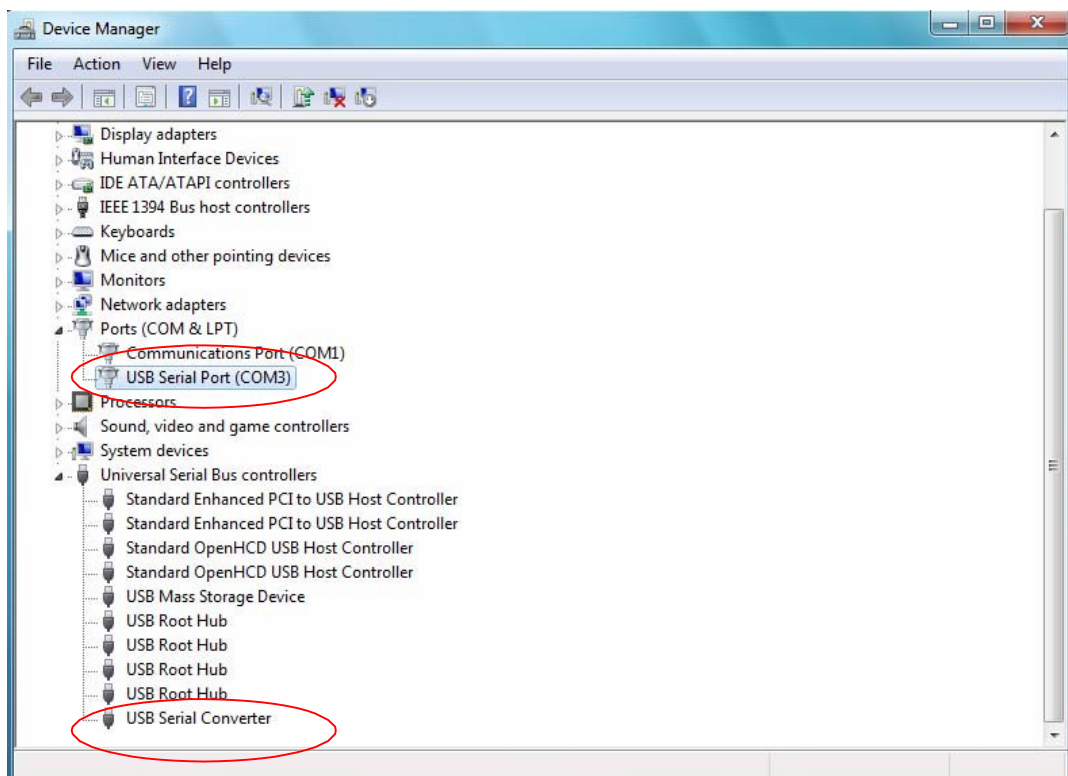 Device Manager
File Action View Help
Display adapters
Human Interface Devices
IDE ATA/ATAPI controllers
IEEE 1394 Bus host controllers
Keyboards
Mice and other pointing devices
Monitors
Network adapters
Ports (COM & LPT)
Communications Port (COM1)
USB Serial Port (COM3)
Processors
Sound, video and game controllers
System devices
Universal Serial Bus controllers
Standard Enhanced PCI to USB Host Controller
Standard Enhanced PCI to USB Host Controller
Standard OpenHCD USB Host Controller
Standard OpenHCD USB Host Controller
USB Mass Storage Device
USB Root Hub
USB Root Hub
USB Root Hub
USB Root Hub
USB Serial Converter